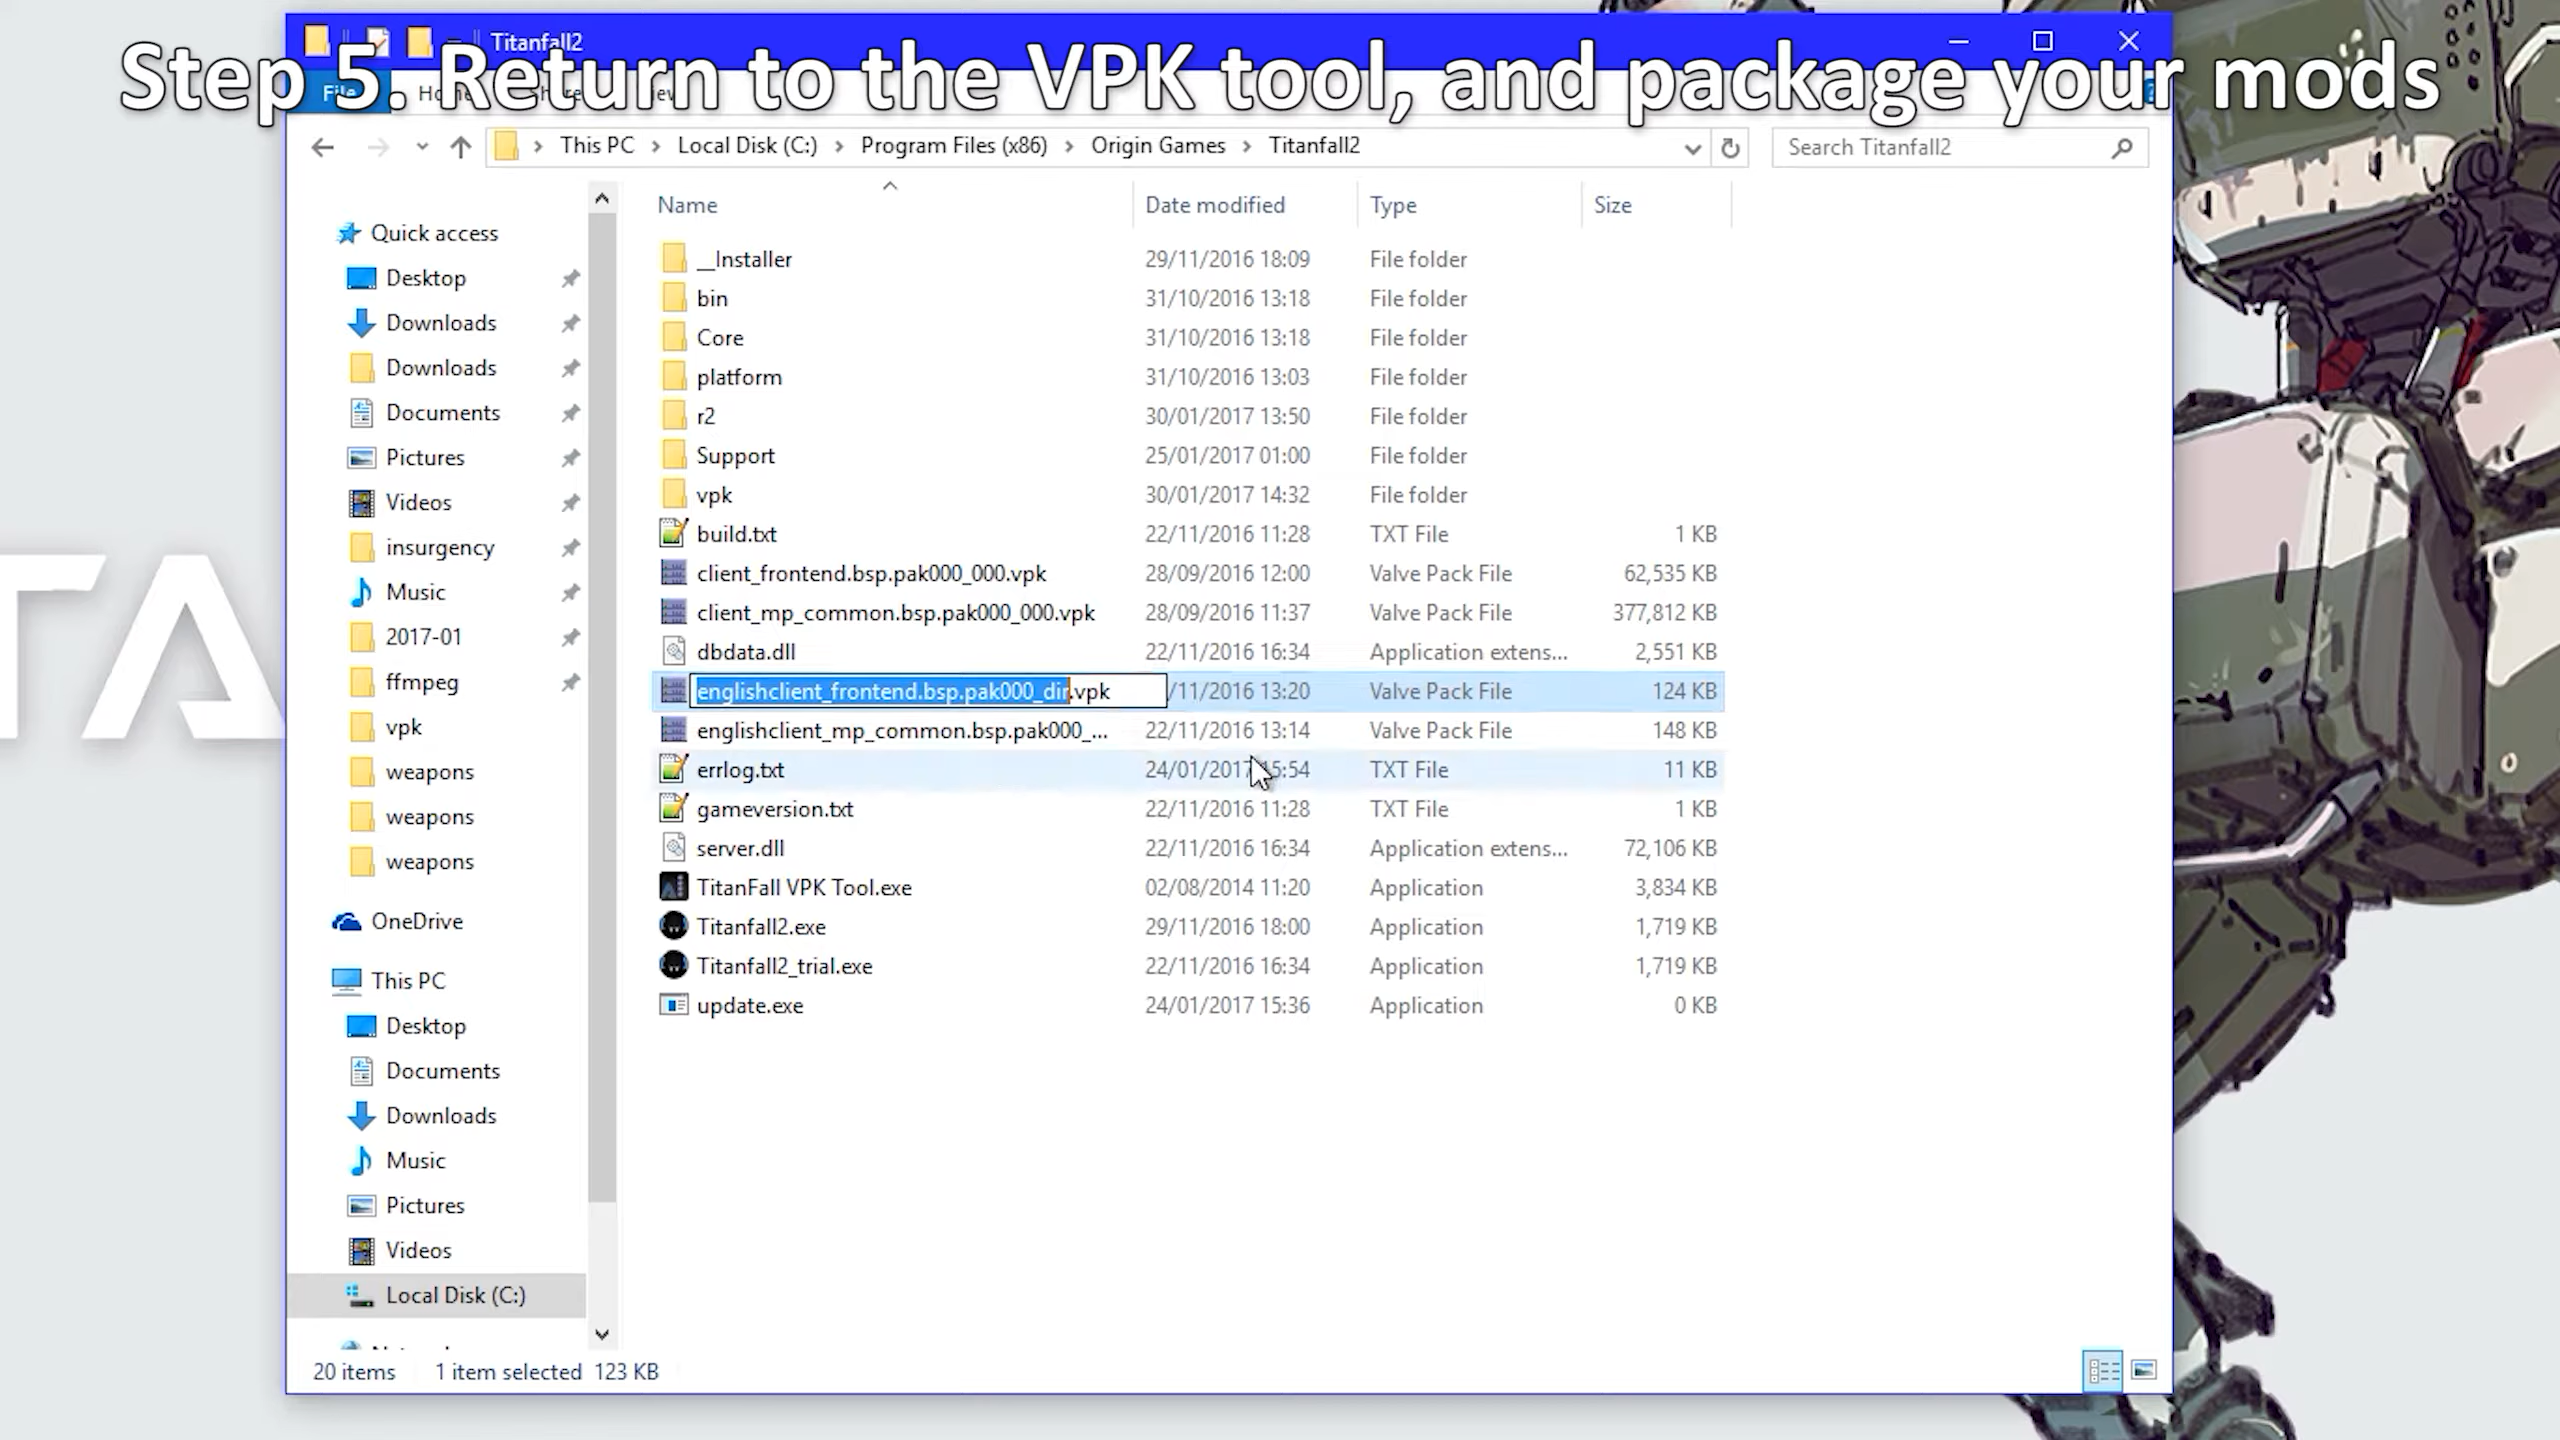 Titanfall2
Step 5. Return to the VPK tool, and package your mods
File
This PC > Local Disk (C:) > Program Files (x86) > Origin Games > Titanfall2
Search Titanfall2
Name Date modified Type Size
Quick access
Desktop
Downloads
Downloads
Documents
Pictures
Videos
insurgency
Music
2017-01
ffmpeg
vpk
weapons
weapons
weapons
OneDrive
This PC
Desktop
Documents
Downloads
Music
Pictures
Videos
Local Disk (C:)
__Installer 29/11/2016 18:09 File folder
bin 31/10/2016 13:18 File folder
Core 31/10/2016 13:18 File folder
platform 31/10/2016 13:03 File folder
r2 30/01/2017 13:50 File folder
Support 25/01/2017 01:00 File folder
vpk 30/01/2017 14:32 File folder
build.txt 22/11/2016 11:28 TXT File 1 KB
client_frontend.bsp.pak000_000.vpk 28/09/2016 12:00 Valve Pack File 62,535 KB
client_mp_common.bsp.pak000_000.vpk 28/09/2016 11:37 Valve Pack File 377,812 KB
dbdata.dll 22/11/2016 16:34 Application extens... 2,551 KB
englishclient_frontend.bsp.pak000_dir.vpk /11/2016 13:20 Valve Pack File 124 KB
englishclient_mp_common.bsp.pak000_... 22/11/2016 13:14 Valve Pack File 148 KB
errlog.txt 24/01/2017 15:54 TXT File 11 KB
gameversion.txt 22/11/2016 11:28 TXT File 1 KB
server.dll 22/11/2016 16:34 Application extens... 72,106 KB
TitanFall VPK Tool.exe 02/08/2014 11:20 Application 3,834 KB
Titanfall2.exe 29/11/2016 18:00 Application 1,719 KB
Titanfall2_trial.exe 22/11/2016 16:34 Application 1,719 KB
update.exe 24/01/2017 15:36 Application 0 KB
20 items 1 item selected 123 KB
TA